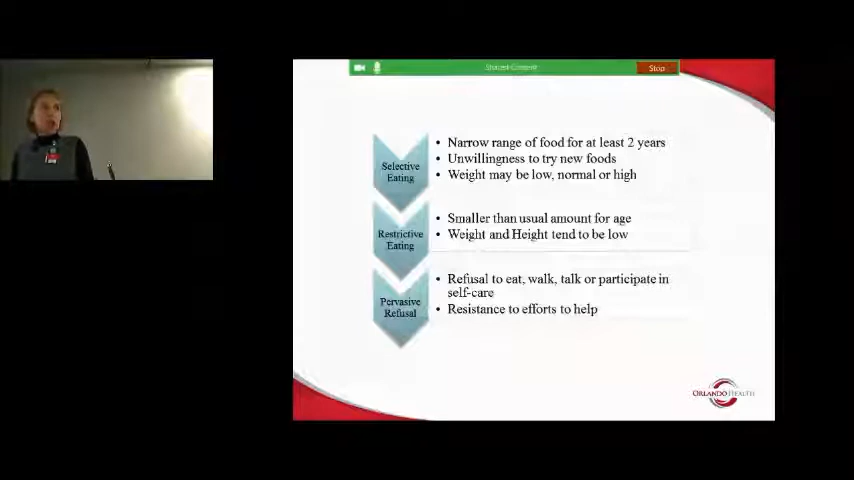 Shared Content
Stop
Selective
Eating
• Narrow range of food for at least 2 years
• Unwillingness to try new foods
• Weight may be low, normal or high
Restrictive
Eating
• Smaller than usual amount for age
• Weight and Height tend to be low
Pervasive
Refusal
• Refusal to eat, walk, talk or participate in
self-care
• Resistance to efforts to help
ORLANDO HEALTH